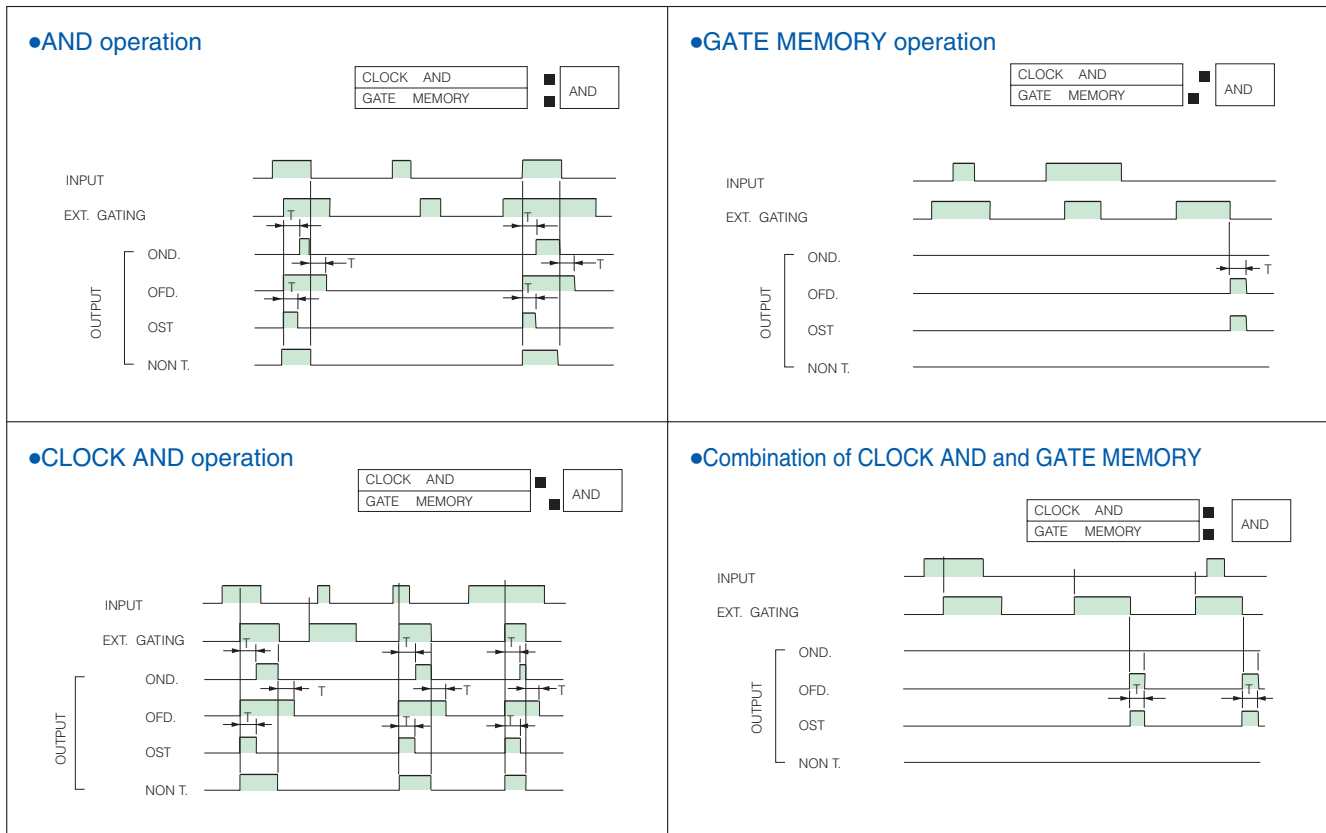 ●AND operation
CLOCK AND
GATE MEMORY
AND
INPUT
EXT. GATING
T
T
OND.
T
T
OFD.
T
T
OST
NON T.
OUTPUT
●GATE MEMORY operation
CLOCK AND
GATE MEMORY
AND
INPUT
EXT. GATING
OND.
T
OFD.
OST
NON T.
OUTPUT
●CLOCK AND operation
CLOCK AND
GATE MEMORY
AND
INPUT
EXT. GATING
T
T
T
OND.
T
T
T
OFD.
T
T
T
OST
NON T.
OUTPUT
●Combination of CLOCK AND and GATE MEMORY
CLOCK AND
GATE MEMORY
AND
INPUT
EXT. GATING
OND.
OFD.
T
T
OST
NON T.
OUTPUT